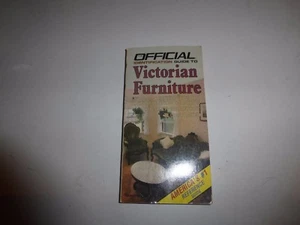 OFFICIAL
IDENTIFICATION GUIDE TO
Victorian
Furniture
AMERICA'S #1